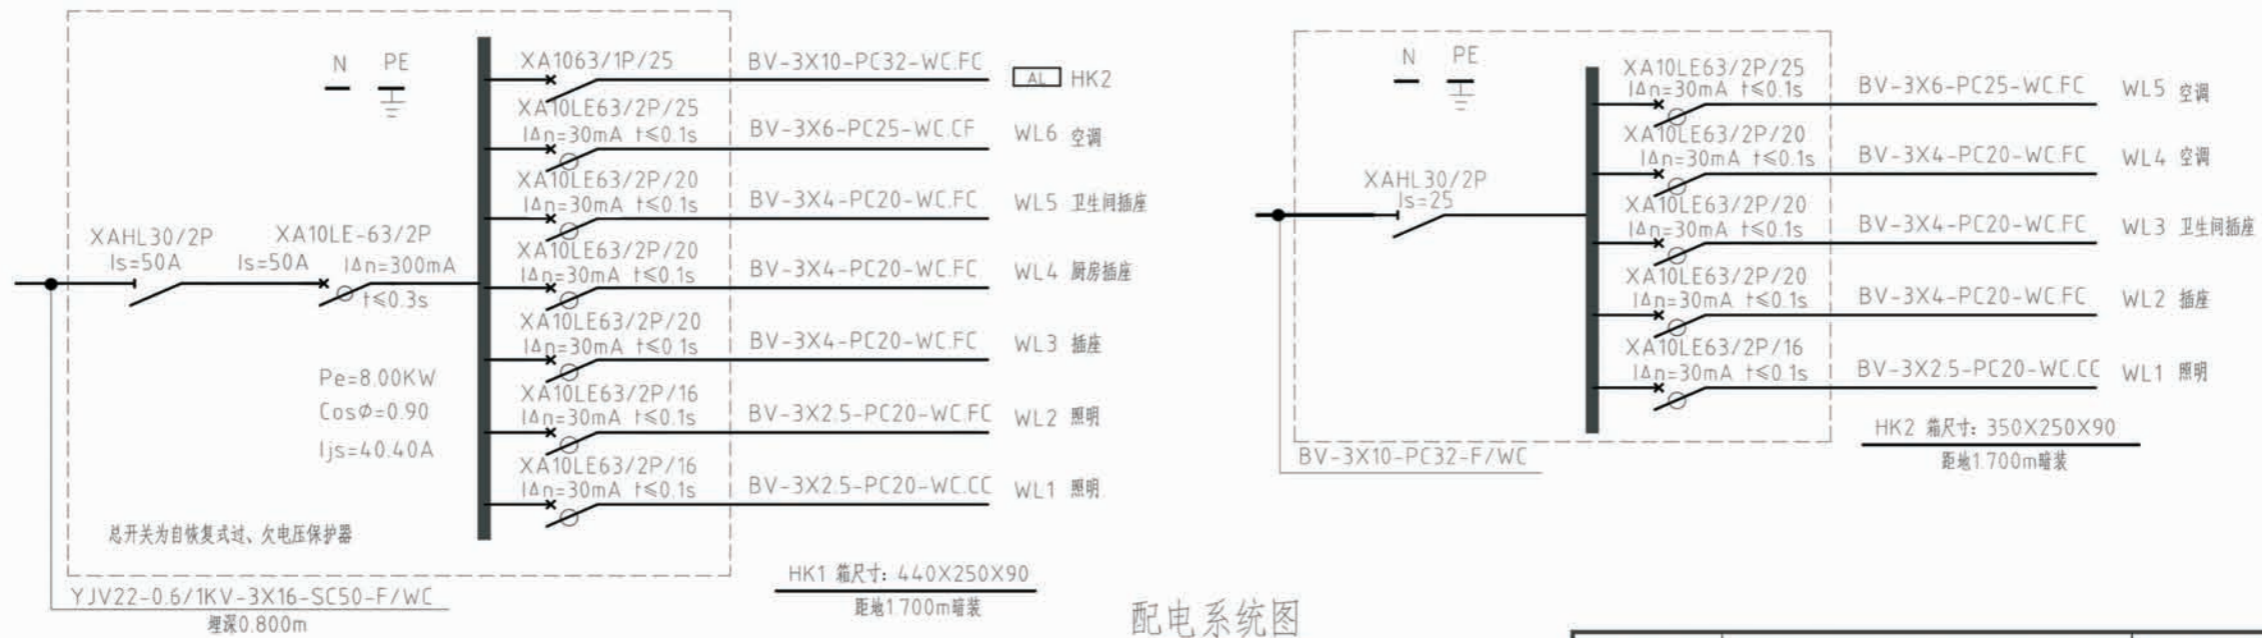 N PE
XA1063/1P/25 BV-3X10-PC32-WC.FC AL HK2
XA10LE63/2P/25
IΔn=30mA t≤0.1s BV-3X6-PC25-WC.CF WL6 空调
XA10LE63/2P/20
IΔn=30mA t≤0.1s BV-3X4-PC20-WC.FC WL5 卫生间插座
XA10LE63/2P/20
IΔn=30mA t≤0.1s BV-3X4-PC20-WC.FC WL4 厨房插座
XA10LE63/2P/20
IΔn=30mA t≤0.1s BV-3X4-PC20-WC.FC WL3 插座
XA10LE63/2P/16
IΔn=30mA t≤0.1s BV-3X2.5-PC20-WC.FC WL2 照明
XA10LE63/2P/16
IΔn=30mA t≤0.1s BV-3X2.5-PC20-WC.CC WL1 照明
XAHL30/2P XA10LE-63/2P
Is=50A Is=50A IΔn=300mA
t≤0.3s
Pe=8.00KW
CosΦ=0.90
Ijs=40.40A
总开关为自恢复式过、欠电压保护器
YJV22-0.6/1KV-3X16-SC50-F/WC
埋深0.800m
HK1 箱尺寸: 440X250X90
距地1.700m暗装
N PE
XA10LE63/2P/25
IΔn=30mA t≤0.1s BV-3X6-PC25-WC.FC WL5 空调
XA10LE63/2P/20
IΔn=30mA t≤0.1s BV-3X4-PC20-WC.FC WL4 空调
XA10LE63/2P/20
IΔn=30mA t≤0.1s BV-3X4-PC20-WC.FC WL3 卫生间插座
XA10LE63/2P/20
IΔn=30mA t≤0.1s BV-3X4-PC20-WC.FC WL2 插座
XA10LE63/2P/16
IΔn=30mA t≤0.1s BV-3X2.5-PC20-WC.CC WL1 照明
XAHL30/2P
Is=25
BV-3X10-PC32-F/WC
HK2 箱尺寸: 350X250X90
距地1.700m暗装
配电系统图